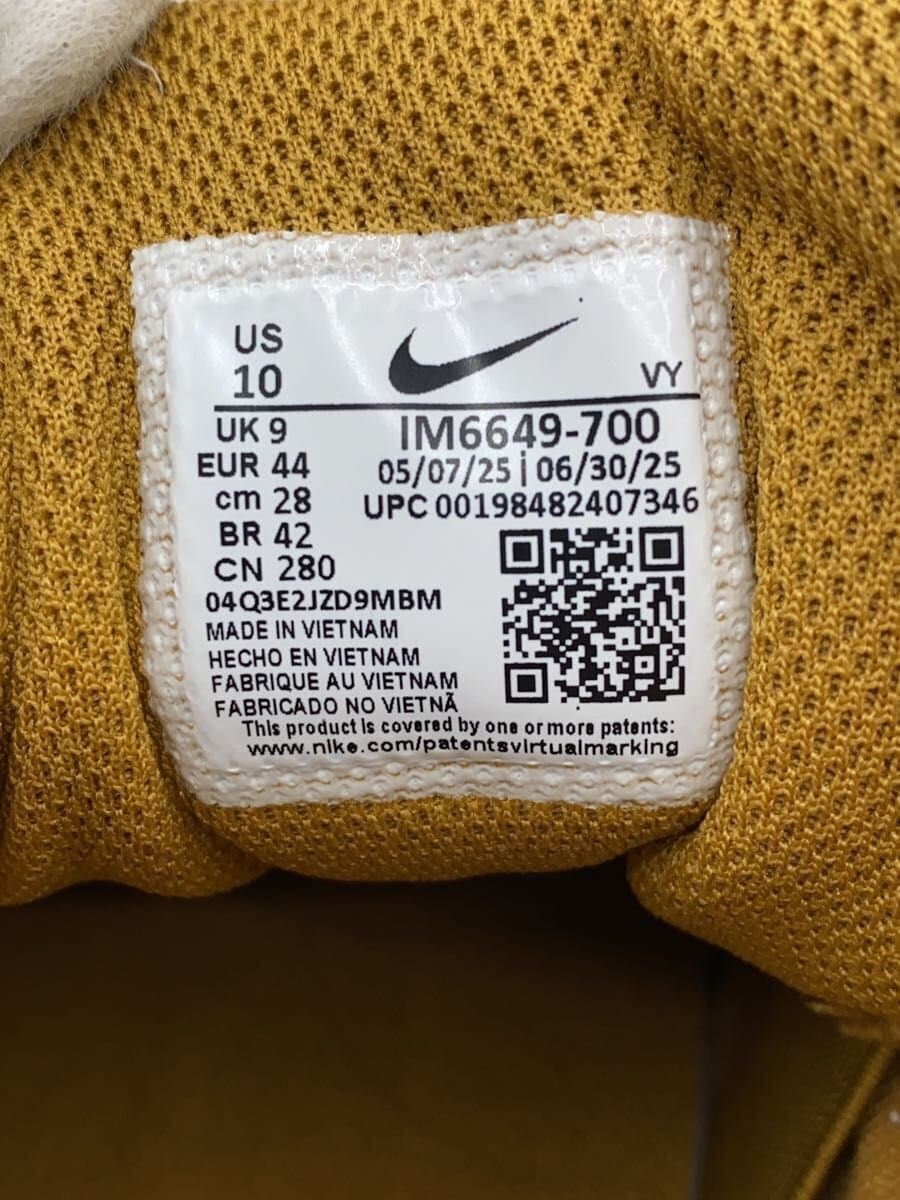 US
10
VY
UK 9
IM6649-700
EUR 44
05/07/25 | 06/30/25
cm 28
UPC 00198482407346
BR 42
CN 280
04Q3E2JZD9MBM
MADE IN VIETNAM
HECHO EN VIETNAM
FABRIQUE AU VIETNAM
FABRICADO NO VIETNÃ
This product is covered by one or more patents:
www.nike.com/patentsvirtualmarking